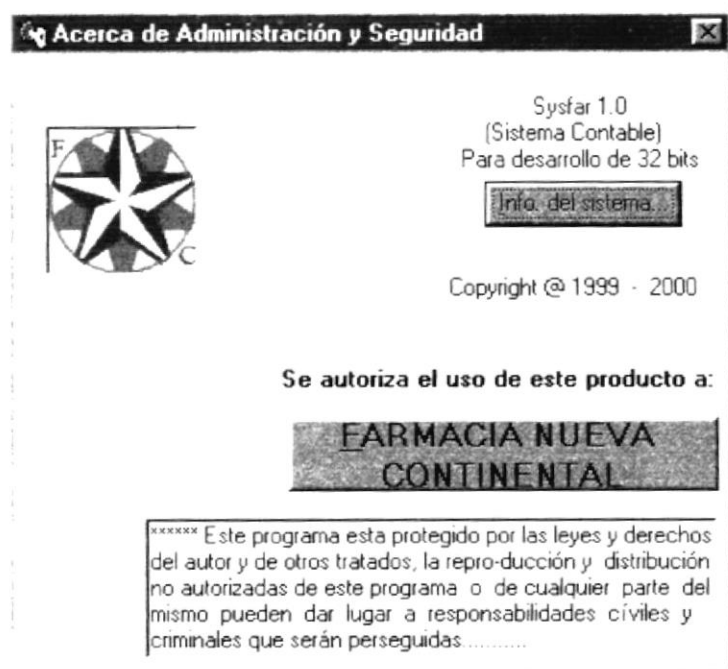 Acerca de Administración y Seguridad
F
C
Sysfar 1.0
(Sistema Contable)
Para desarrollo de 32 bits
Info. del sistema...
Copyright @ 1999 - 2000
Se autoriza el uso de este producto a:
FARMACIA NUEVA
CONTINENTAL
****** Este programa esta protegido por las leyes y derechos
del autor y de otros tratados, la repro-ducción y distribución
no autorizadas de este programa o de cualquier parte del
mismo pueden dar lugar a responsabilidades cíviles y
criminales que serán perseguidas...........